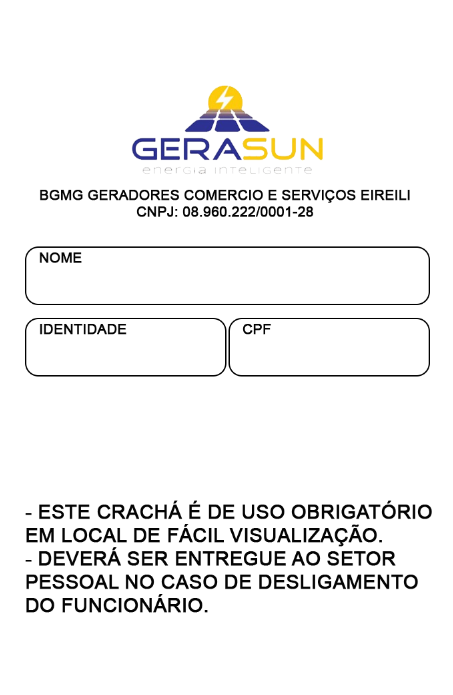 GERASUN
energia inteligente
BGMG GERADORES COMERCIO E SERVIÇOS EIREILI
CNPJ: 08.960.222/0001-28
NOME
IDENTIDADE CPF
- ESTE CRACHÁ É DE USO OBRIGATÓRIO
EM LOCAL DE FÁCIL VISUALIZAÇÃO.
- DEVERÁ SER ENTREGUE AO SETOR
PESSOAL NO CASO DE DESLIGAMENTO
DO FUNCIONÁRIO.